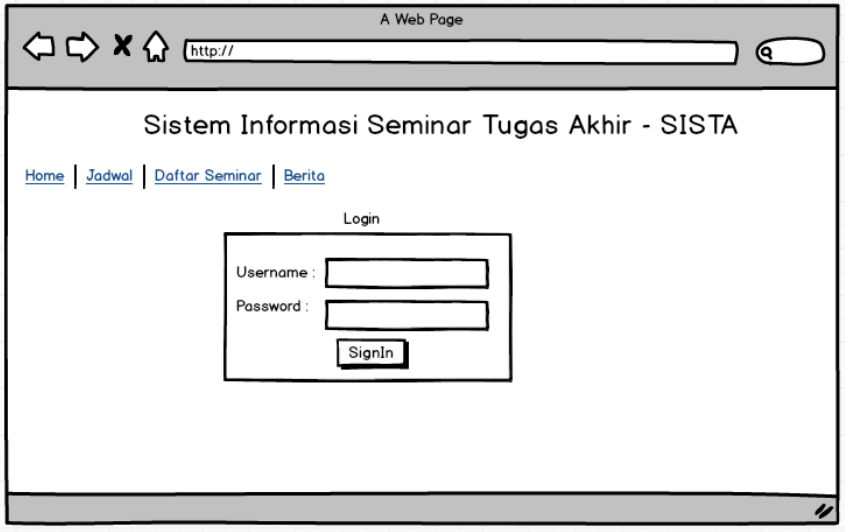 A Web Page
http://
Sistem Informasi Seminar Tugas Akhir - SISTA
Home Jadwal Daftar Seminar Berita
Login
Username :
Password :
SignIn